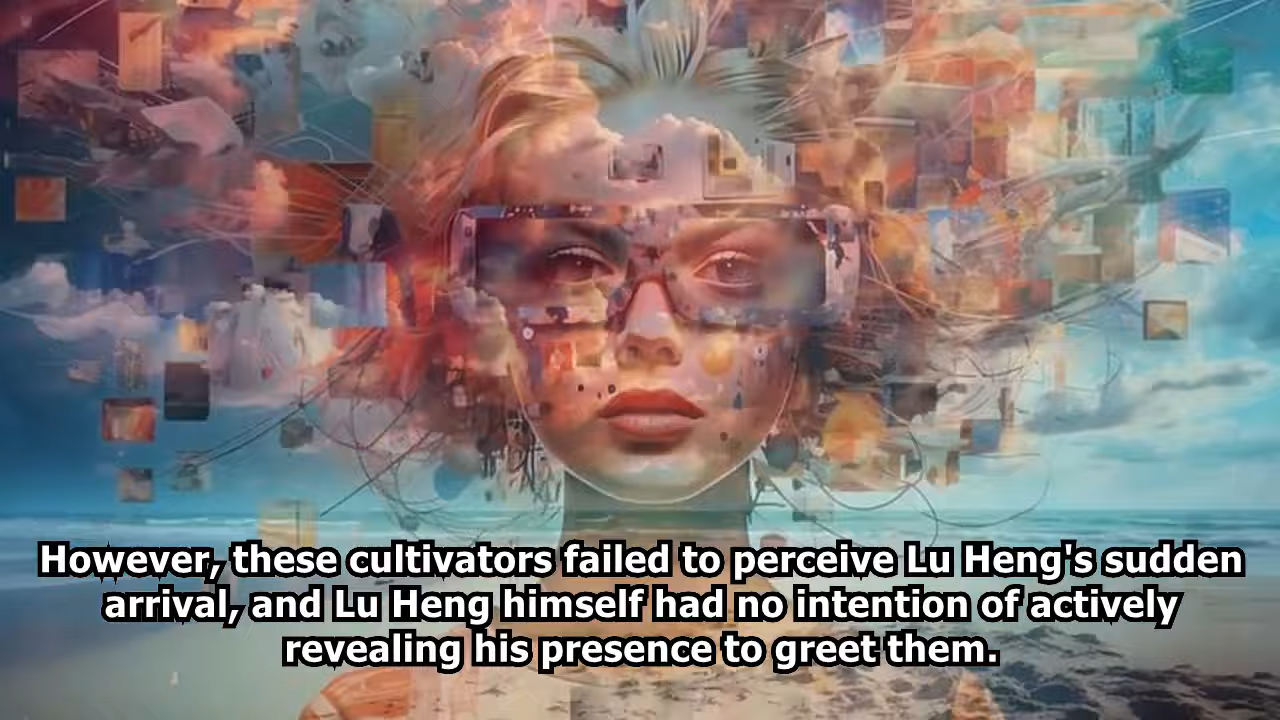 However, these cultivators failed to perceive Lu Heng's sudden
arrival, and Lu Heng himself had no intention of actively
revealing his presence to greet them.